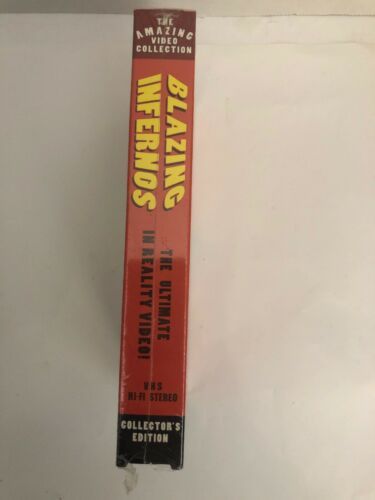 THE
AMAZING
VIDEO
COLLECTION
BLAZING
INFERNOS
THE ULTIMATE
IN REALITY VIDEO!
VHS
HI-FI STEREO
COLLECTOR'S
EDITION